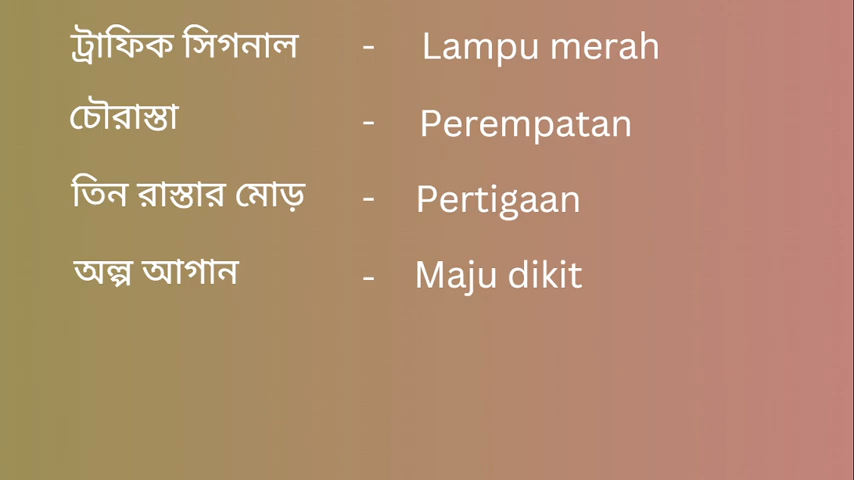 ট্রাফিক সিগনাল - Lampu merah
চৌরাস্তা - Perempatan
তিন রাস্তার মোড় - Pertigaan
অল্প আগান - Maju dikit